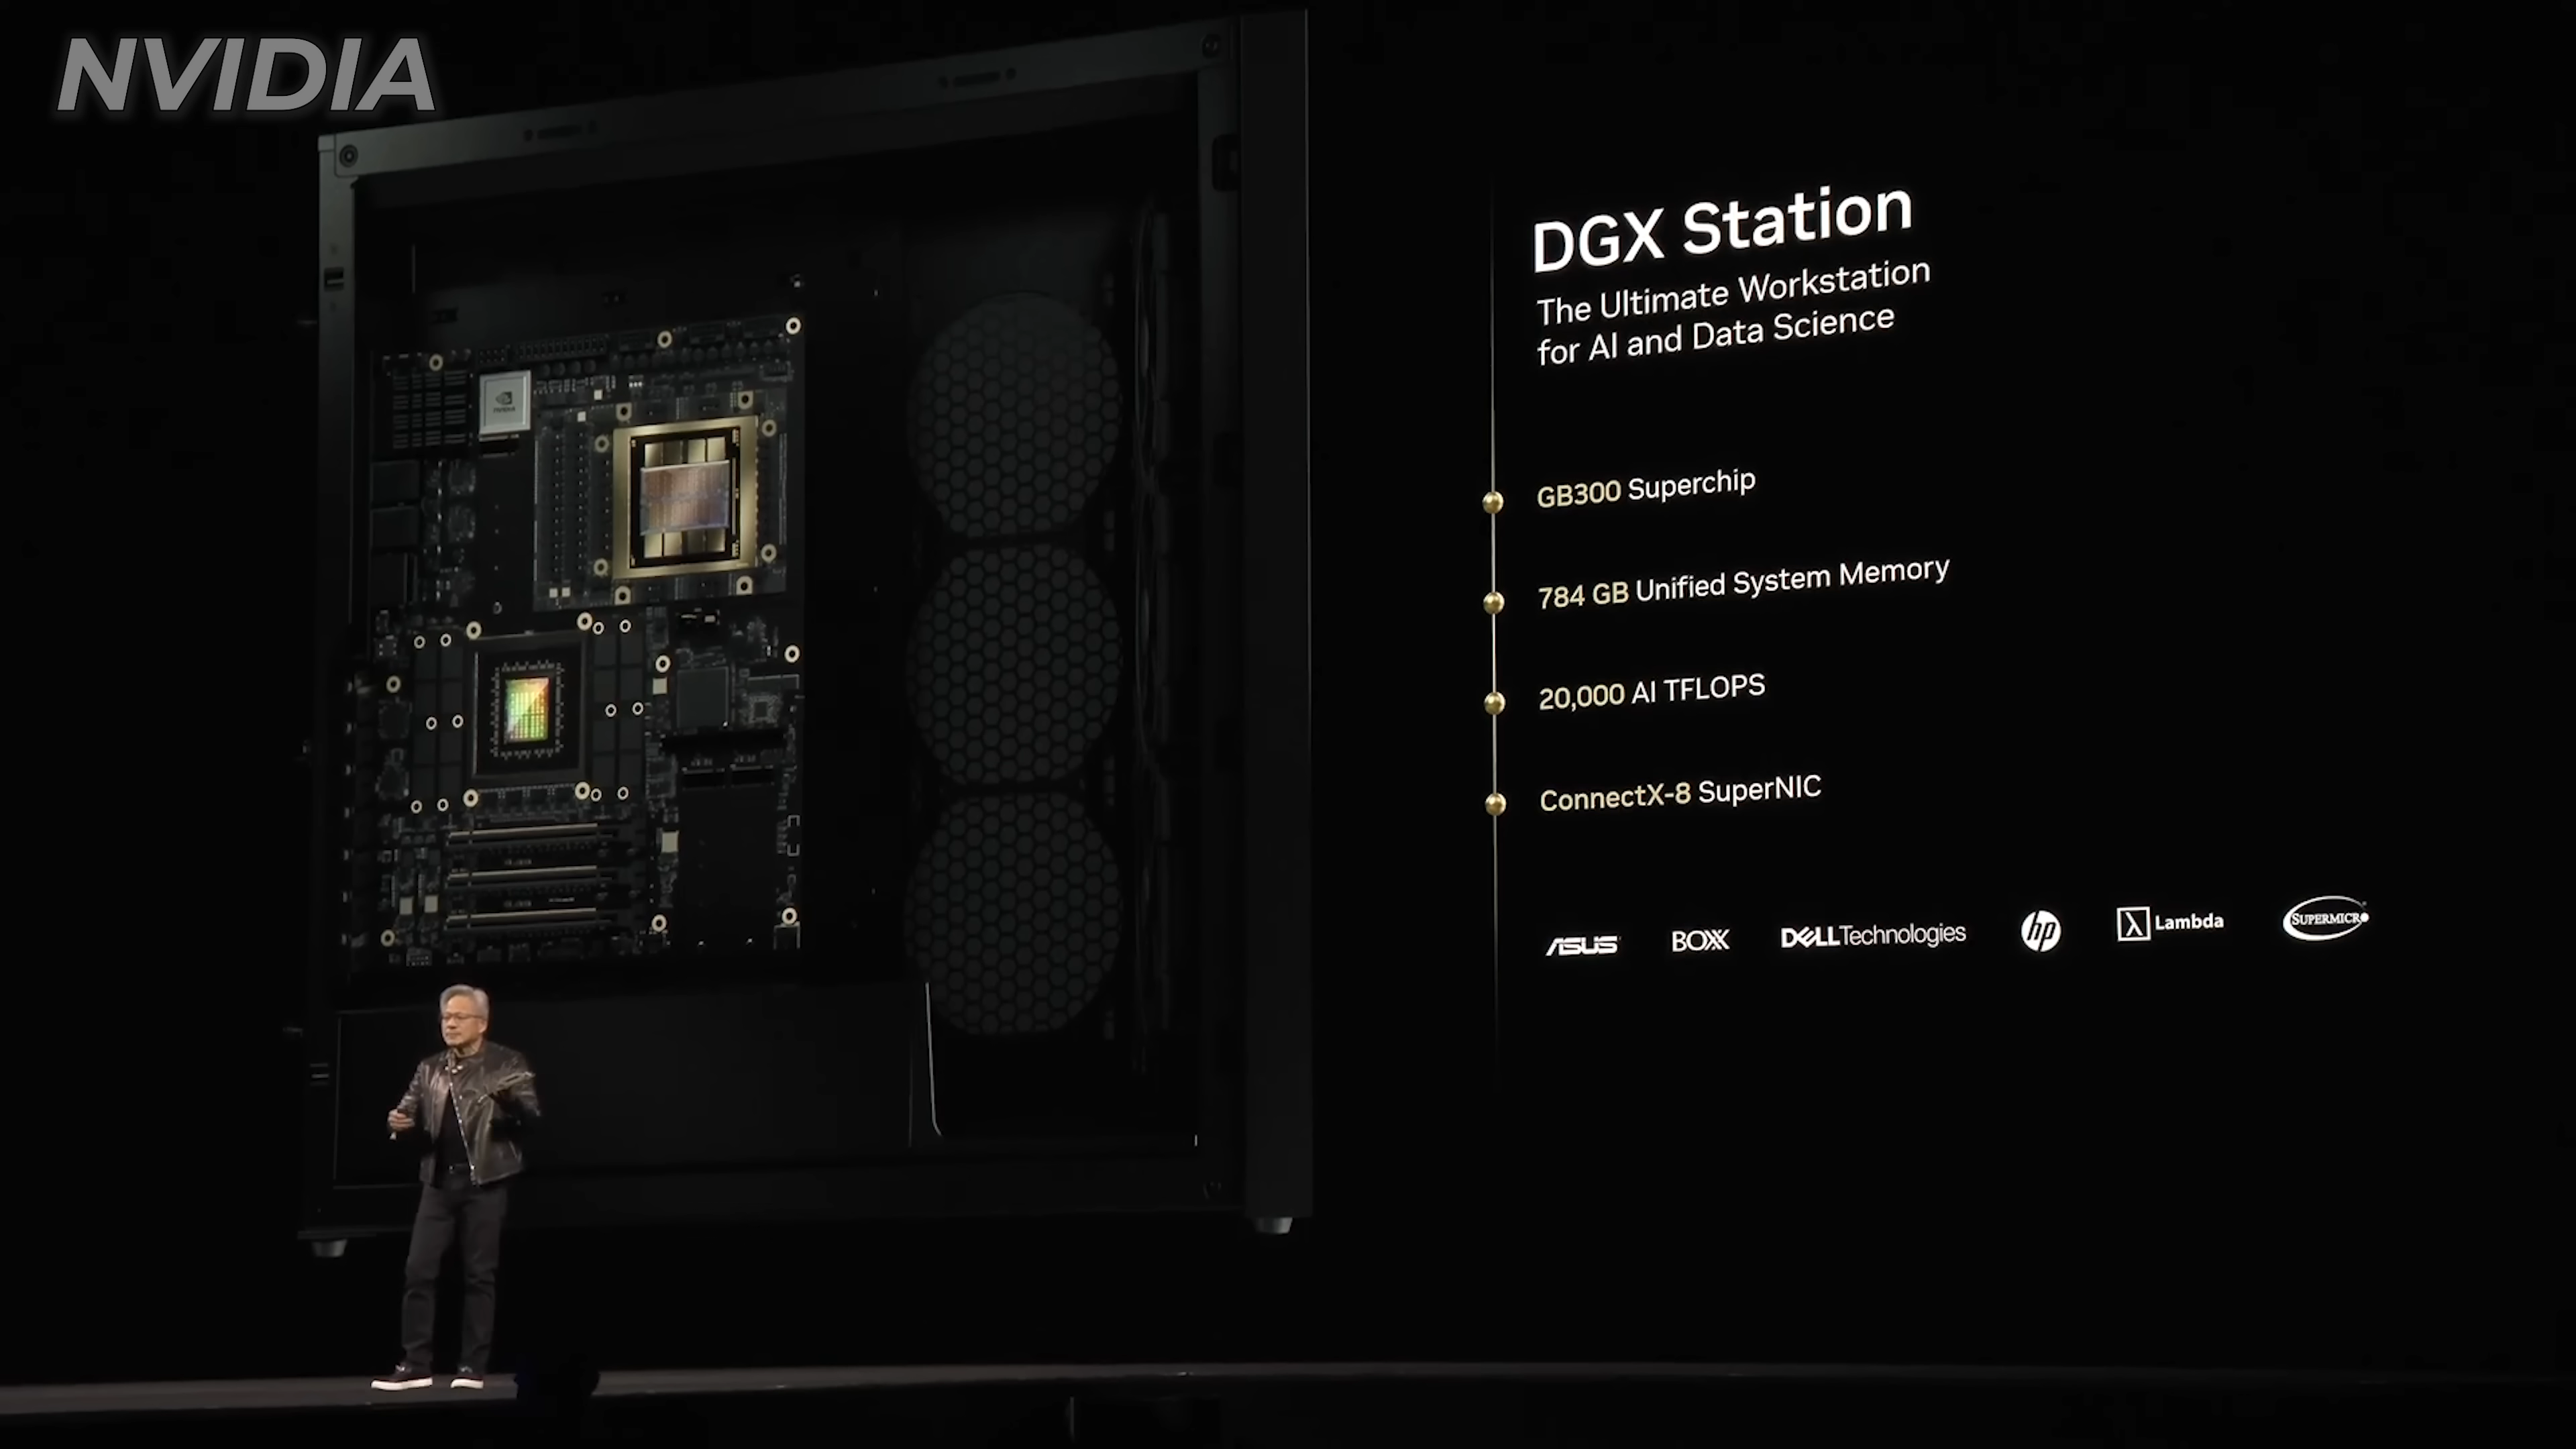 NVIDIA
DGX Station
The Ultimate Workstation
for AI and Data Science
GB300 Superchip
784 GB Unified System Memory
20,000 AI TFLOPS
ConnectX-8 SuperNIC
ASUS BOXX DELL Technologies hp Lambda SUPERMICRO
NVIDIA